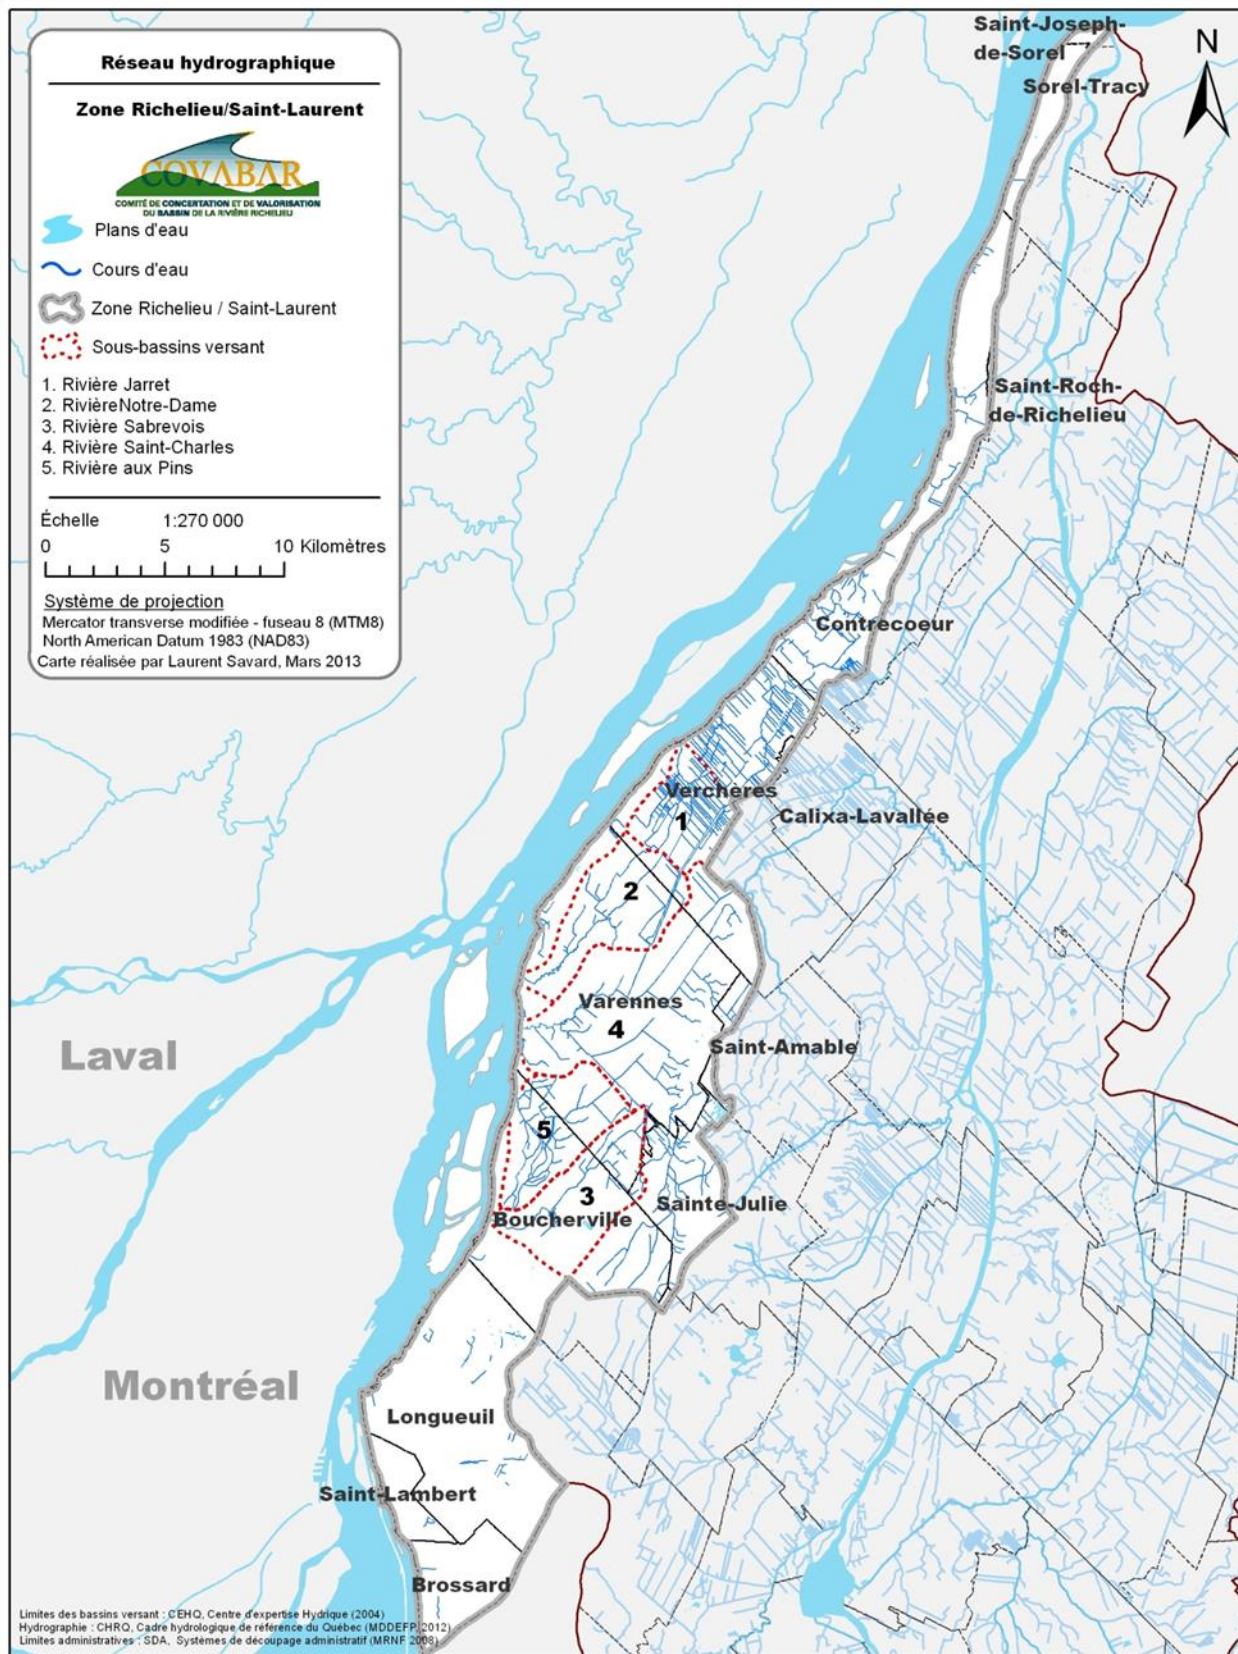 Réseau hydrographique
Zone Richelieu/Saint-Laurent
COVABAR
COMITÉ DE CONCERTATION ET DE VALORISATION
DU BASSIN DE LA RIVIÈRE RICHELIEU
Plans d'eau
Cours d'eau
Zone Richelieu / Saint-Laurent
Sous-bassins versant
1. Rivière Jarret
2. RivièreNotre-Dame
3. Rivière Sabrevois
4. Rivière Saint-Charles
5. Rivière aux Pins
Échelle 1:270 000
0 5 10 Kilomètres
Système de projection
Mercator transverse modifiée - fuseau 8 (MTM8)
North American Datum 1983 (NAD83)
Carte réalisée par Laurent Savard, Mars 2013
N
Saint-Joseph-
de-Sorel
Sorel-Tracy
Saint-Roch-
de-Richelieu
Contrecoeur
Verchères
1
Calixa-Lavallée
2
Varennes
4
Saint-Amable
Laval
5
3
Sainte-Julie
Boucherville
Montréal
Longueuil
Saint-Lambert
Brossard
Limites des bassins versant : CEHQ, Centre d'expertise Hydrique (2004)
Hydrographie : CHRQ, Cadre hydrologique de référence du Québec (MDDEFP, 2012)
Limites administratives : SDA, Systèmes de découpage administratif (MRNF 2008)